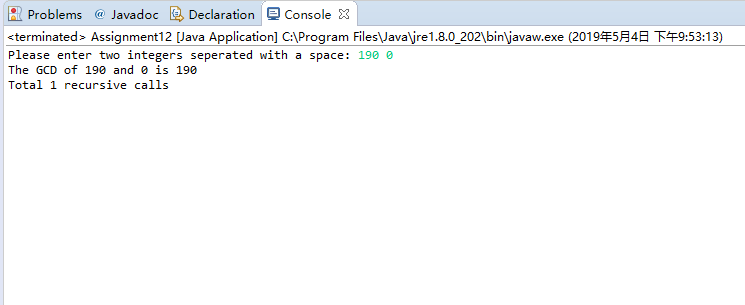 Problems @ Javadoc Declaration Console
<terminated> Assignment12 [Java Application] C:\Program Files\Java\jre1.8.0_202\bin\javaw.exe (2019年5月4日 下午9:53:13)
Please enter two integers seperated with a space: 190 0
The GCD of 190 and 0 is 190
Total 1 recursive calls